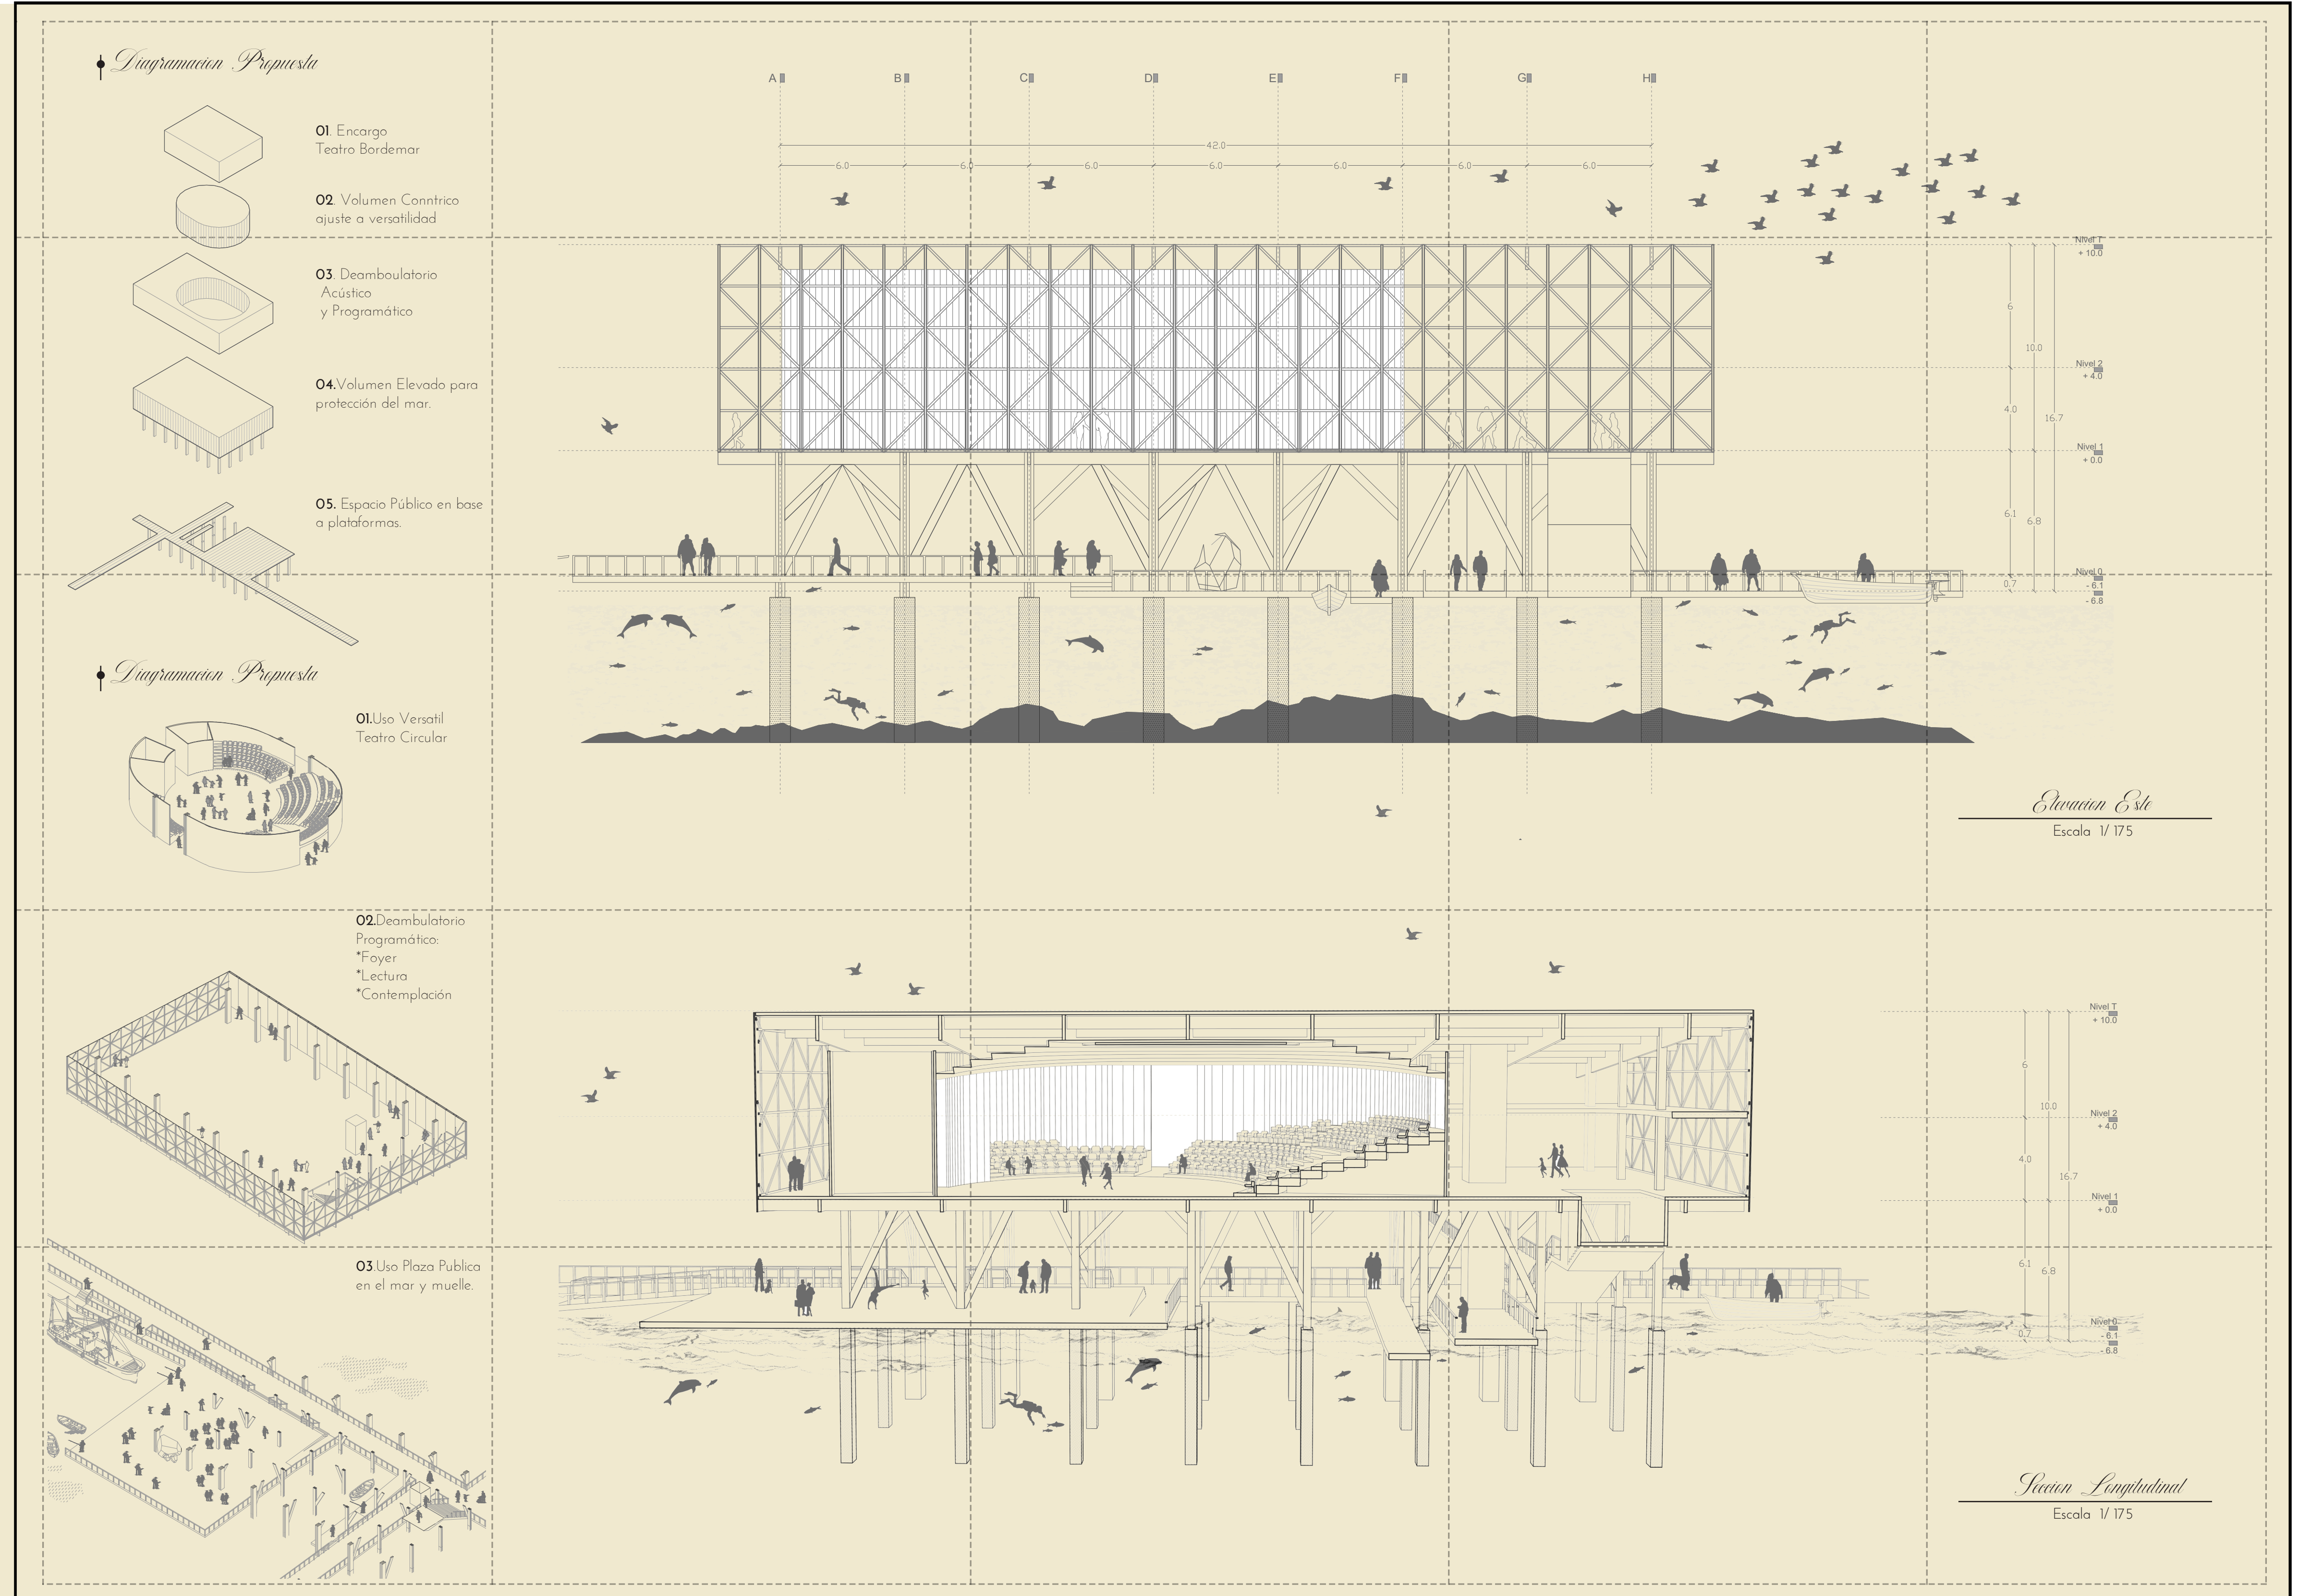 Diagramacion Propuesta
01. Encargo
Teatro Bordemar
02. Volumen Conntrico
ajuste a versatilidad
03. Deamboulatorio
Acústico
y Programático
04.Volumen Elevado para
protección del mar.
05. Espacio Público en base
a plataformas.
Diagramacion Propuesta
01.Uso Versatil
Teatro Circular
02.Deambulatorio
Programático:
*Foyer
*Lectura
*Contemplación
03.Uso Plaza Publica
en el mar y muelle.
A B C D E F G H
42.0
6.0 6.0 6.0 6.0 6.0 6.0 6.0
Nivel T
+ 10.0
6
10.0
Nivel 2
+ 4.0
4.0
16.7
Nivel 1
+ 0.0
6.1
6.8
Nivel 0
0.7
- 6.1
- 6.8
Elevacion Este
Escala 1/ 175
Nivel T
+ 10.0
6
10.0
Nivel 2
+ 4.0
4.0
16.7
Nivel 1
+ 0.0
6.1
6.8
Nivel 0
0.7
- 6.1
- 6.8
Seccion Longitudinal
Escala 1/ 175